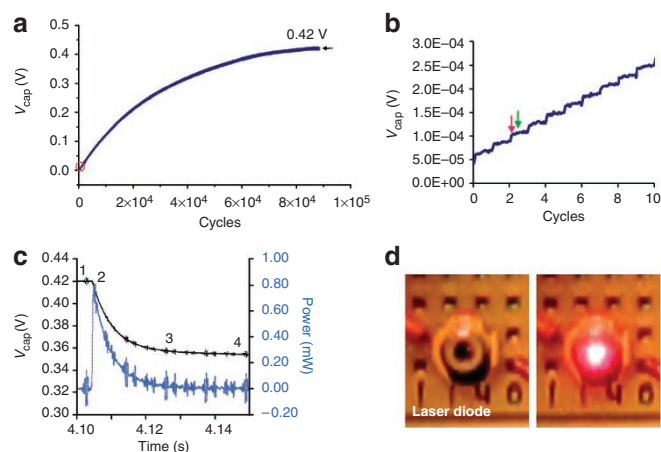 a
0.5
0.4
0.3
0.2
0.1
0.0
V_cap (V)
0.42 V
0
2×10^4
4×10^4
6×10^4
8×10^4
1×10^5
Cycles
b
3.0E−04
2.5E−04
2.0E−04
1.5E−04
1.0E−04
5.0E−05
0.0E+00
V_cap (V)
0 2 4 6 8 10
Cycles
c
0.44
0.42
0.40
0.38
0.36
0.34
0.32
0.30
V_cap (V)
1
2
3
4
1.00
0.80
0.60
0.40
0.20
0.00
−0.20
Power (mW)
4.10 4.12 4.14
Time (s)
d
Laser diode